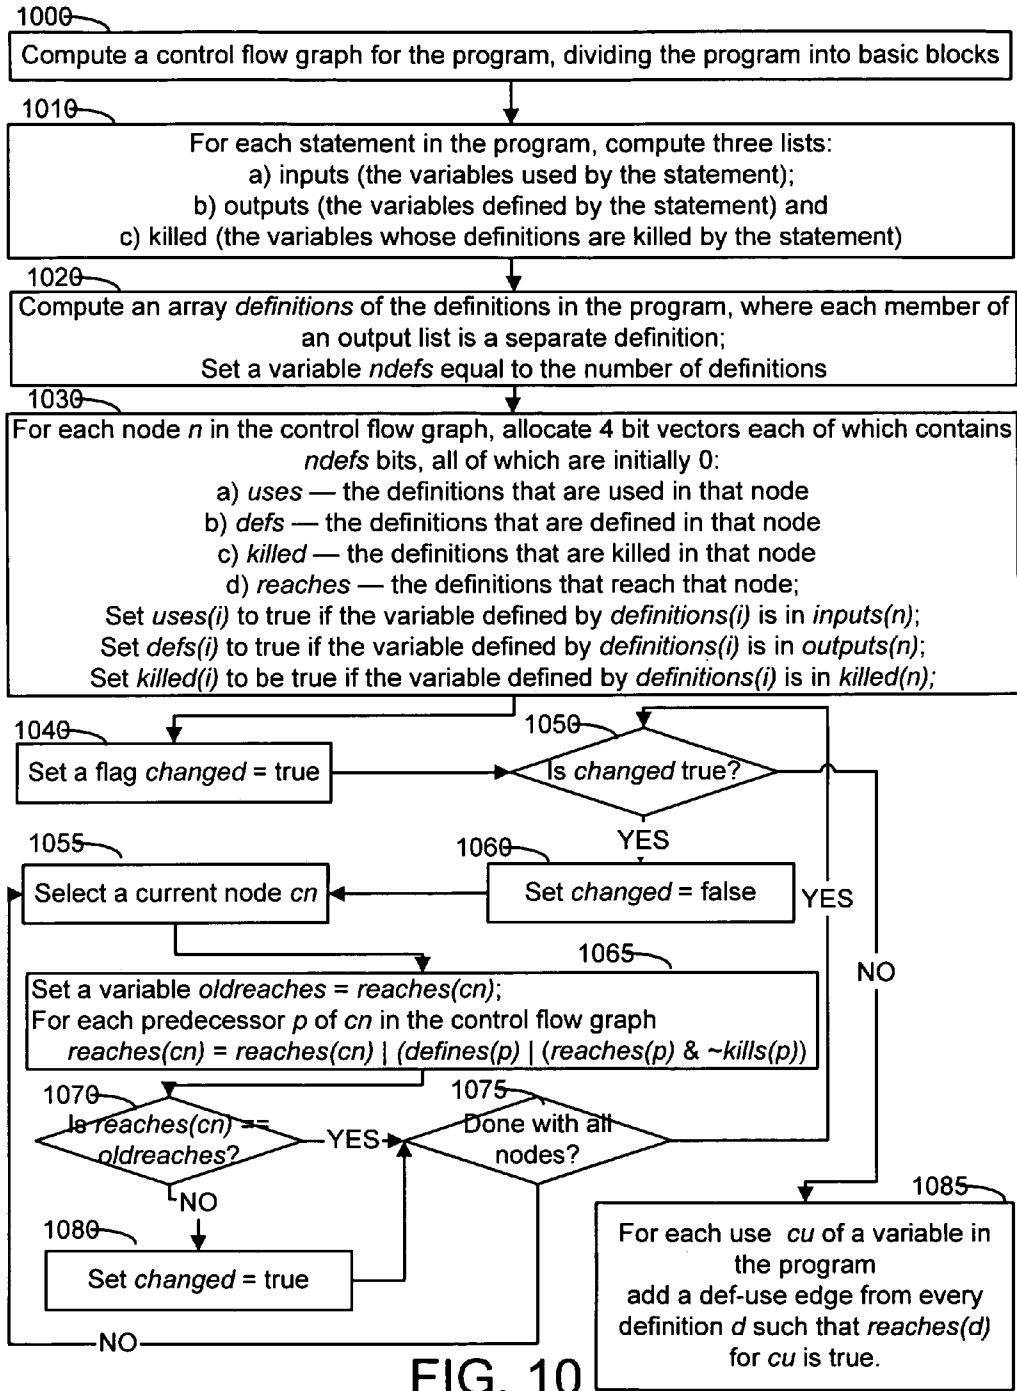 1000
Compute a control flow graph for the program, dividing the program into basic blocks
1010
For each statement in the program, compute three lists:
a) inputs (the variables used by the statement);
b) outputs (the variables defined by the statement) and
c) killed (the variables whose definitions are killed by the statement)
1020
Compute an array definitions of the definitions in the program, where each member of
an output list is a separate definition;
Set a variable ndefs equal to the number of definitions
1030
For each node n in the control flow graph, allocate 4 bit vectors each of which contains
ndefs bits, all of which are initially 0:
a) uses — the definitions that are used in that node
b) defs — the definitions that are defined in that node
c) killed — the definitions that are killed in that node
d) reaches — the definitions that reach that node;
Set uses(i) to true if the variable defined by definitions(i) is in inputs(n);
Set defs(i) to true if the variable defined by definitions(i) is in outputs(n);
Set killed(i) to be true if the variable defined by definitions(i) is in killed(n);
1040
Set a flag changed = true
1050
Is changed true?
YES
1055
Select a current node cn
1060
Set changed = false
YES
NO
1065
Set a variable oldreaches = reaches(cn);
For each predecessor p of cn in the control flow graph
reaches(cn) = reaches(cn) | (defines(p) | (reaches(p) & ~kills(p))
1070
Is reaches(cn) ==
oldreaches?
YES
1075
Done with all
nodes?
NO
1080
Set changed = true
NO
1085
For each use cu of a variable in
the program
add a def-use edge from every
definition d such that reaches(d)
for cu is true.
FIG. 10